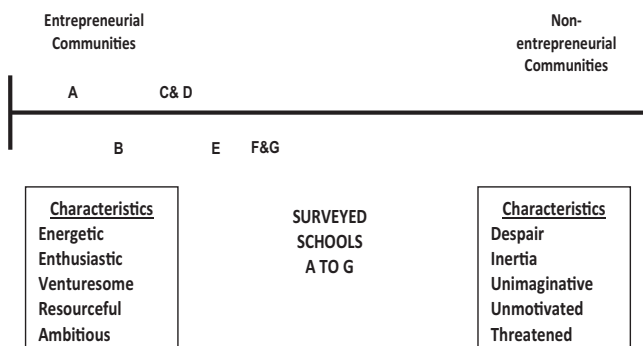 Entrepreneurial
Communities
Non-
entrepreneurial
Communities
A
C& D
B
E
F&G
Characteristics
Energetic
Enthusiastic
Venturesome
Resourceful
Ambitious
SURVEYED
SCHOOLS
A TO G
Characteristics
Despair
Inertia
Unimaginative
Unmotivated
Threatened